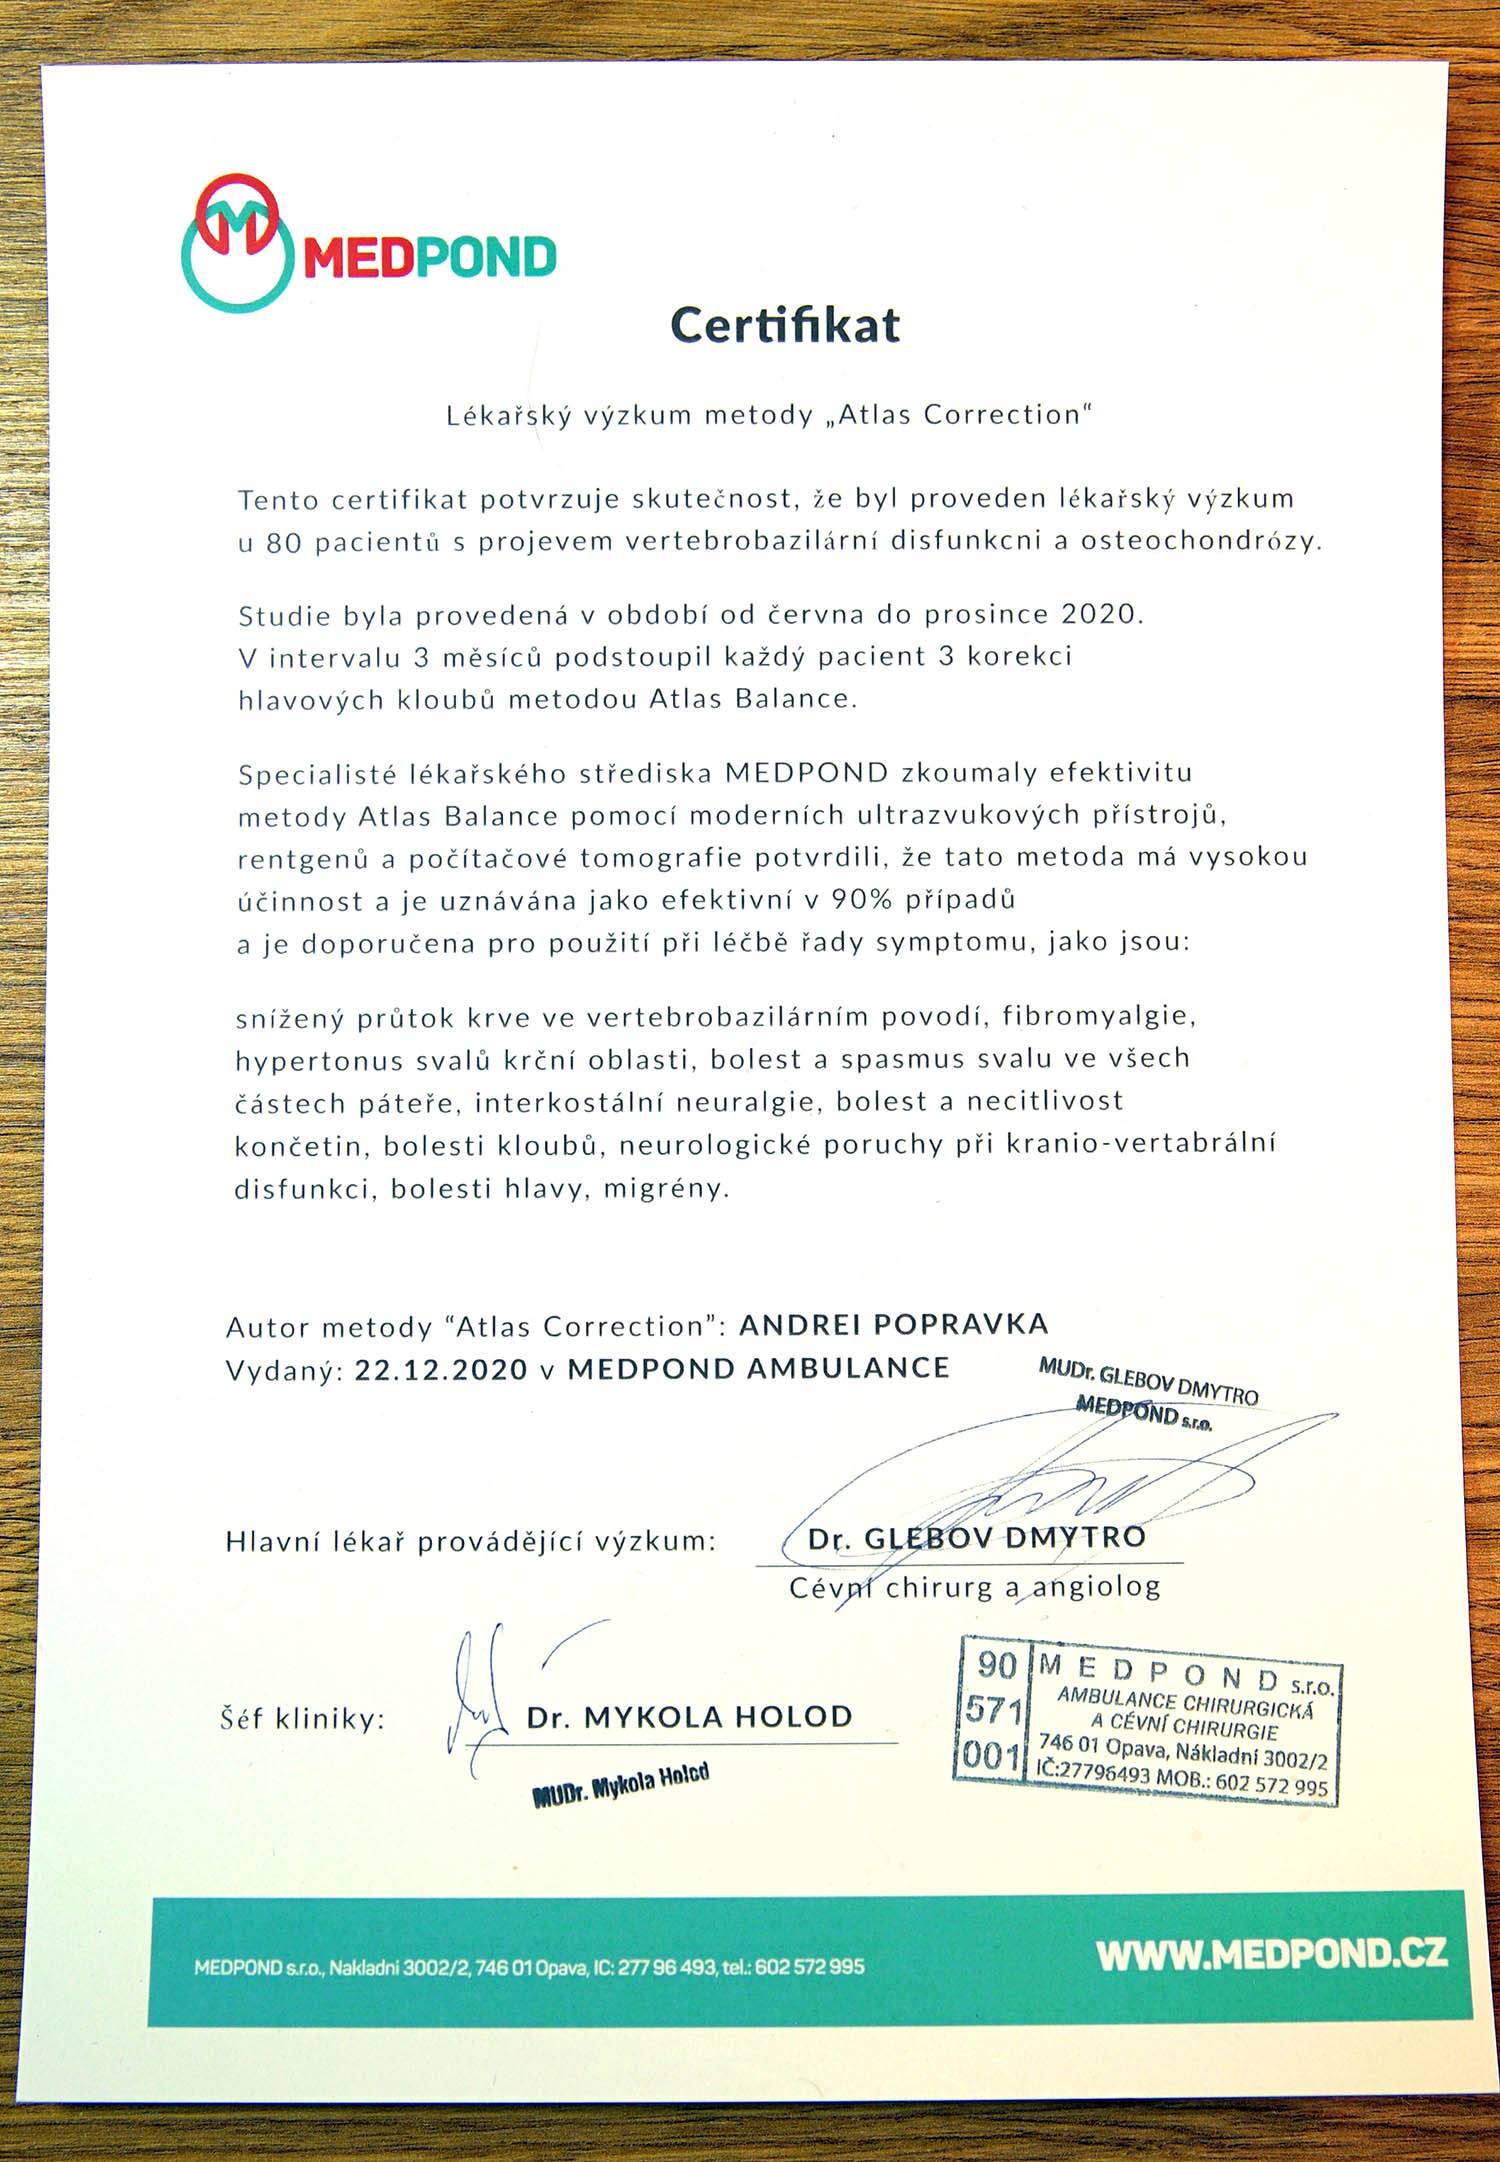 MEDPOND
Certifikat
Lékařský výzkum metody „Atlas Correction“
Tento certifikat potvrzuje skutečnost, že byl proveden lékařský výzkum
u 80 pacientů s projevem vertebrobazilární disfunkcni a osteochondrózy.
Studie byla provedená v období od června do prosince 2020.
V intervalu 3 měsíců podstoupil každý pacient 3 korekci
hlavových kloubů metodou Atlas Balance.
Specialisté lékařského střediska MEDPOND zkoumaly efektivitu
metody Atlas Balance pomocí moderních ultrazvukových přístrojů,
rentgenů a počítačové tomografie potvrdili, že tato metoda má vysokou
účinnost a je uznávána jako efektivní v 90% případů
a je doporučena pro použití při léčbě řady symptomu, jako jsou:
snížený průtok krve ve vertebrobazilárním povodí, fibromyalgie,
hypertonus svalů krční oblasti, bolest a spasmus svalu ve všech
částech páteře, interkostální neuralgie, bolest a necitlivost
končetin, bolesti kloubů, neurologické poruchy při kranio-vertabrální
disfunkci, bolesti hlavy, migrény.
Autor metody “Atlas Correction”: ANDREI POPRAVKA
Vydaný: 22.12.2020 v MEDPOND AMBULANCE
MUDr. GLEBOV DMYTRO
MEDPOND s.r.o.
Hlavní lékař provádějící výzkum: Dr. GLEBOV DMYTRO
Cévní chirurg a angiolog
Šéf kliniky: Dr. MYKOLA HOLOD
MUDr. Mykola Holod
90 MEDPOND s.r.o.
571 AMBULANCE CHIRURGICKÁ
A CÉVNÍ CHIRURGIE
001 746 01 Opava, Nákladní 3002/2
IČ:27796493 MOB.: 602 572 995
MEDPOND s.r.o., Nakladni 3002/2, 746 01 Opava, IC: 277 96 493, tel.: 602 572 995
WWW.MEDPOND.CZ